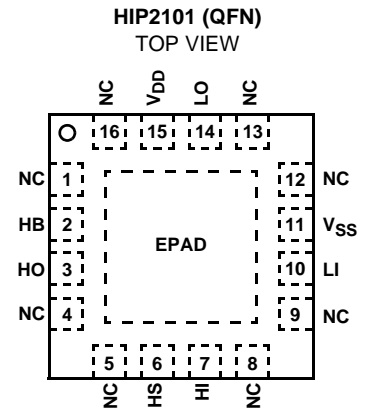 HIP2101 (QFN)
TOP VIEW
NC VDD LO NC
16 15 14 13
NC 1 12 NC
HB 2 11 VSS
EPAD
HO 3 10 LI
NC 4 9 NC
5 6 7 8
NC HS HI NC